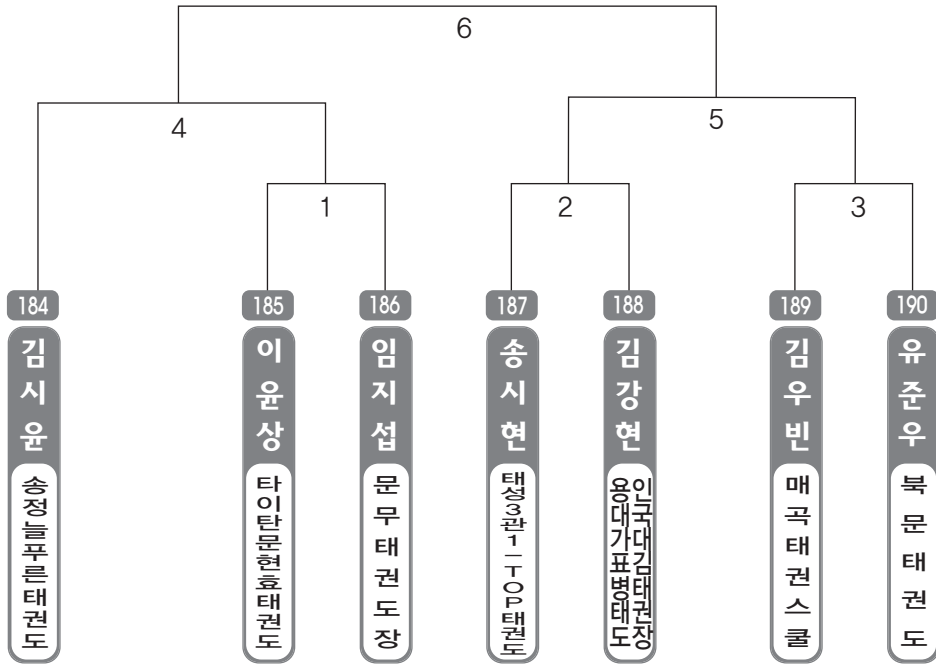 6
4
5
1
2
3
184
김시윤
송정늘푸른태권도
185
이윤상
타이탄문현효태권도
186
임지섭
문무태권도장
187
송시현
태성3관1-TOP태권도
188
김강현
용인대국가대표김병태태권도장
189
김우빈
매곡태권스쿨
190
유준우
북문태권도